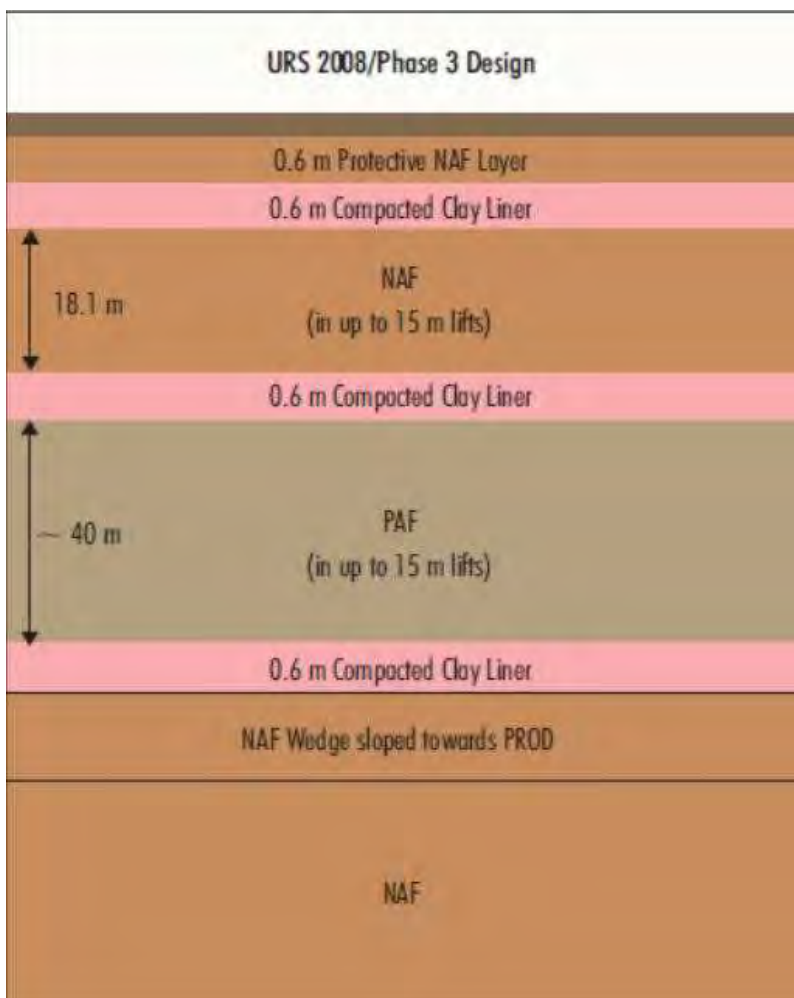 URS 2008/Phase 3 Design
0.6 m Protective NAF Layer
0.6 m Compacted Clay Liner
18.1 m
NAF
(in up to 15 m lifts)
0.6 m Compacted Clay Liner
~ 40 m
PAF
(in up to 15 m lifts)
0.6 m Compacted Clay Liner
NAF Wedge sloped towards PROD
NAF